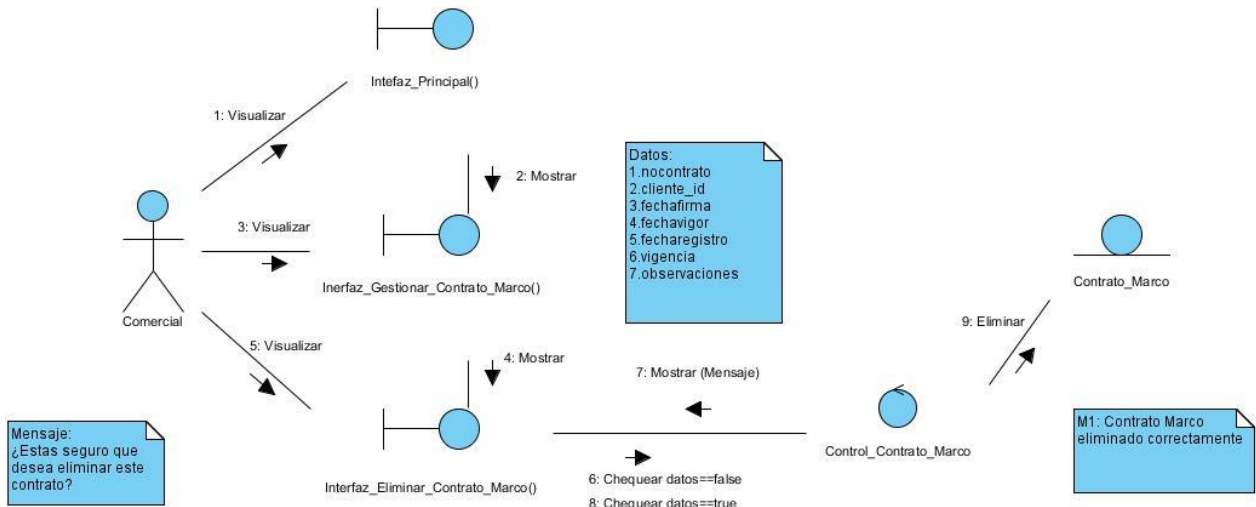 Intefaz_Principal()
1: Visualizar
2: Mostrar
Datos:
1.nocontrato
2.cliente_id
3.fechafirma
4.fechavigor
5.fecharegistro
6.vigencia
7.observaciones
3: Visualizar
Inerfaz_Gestionar_Contrato_Marco()
Contrato_Marco
Comercial
9: Eliminar
5: Visualizar
4: Mostrar
7: Mostrar (Mensaje)
Mensaje:
¿Estas seguro que
desea eliminar este
contrato?
Interfaz_Eliminar_Contrato_Marco()
Control_Contrato_Marco
M1: Contrato Marco
eliminado correctamente
6: Chequear datos==false
8: Chequear datos==true